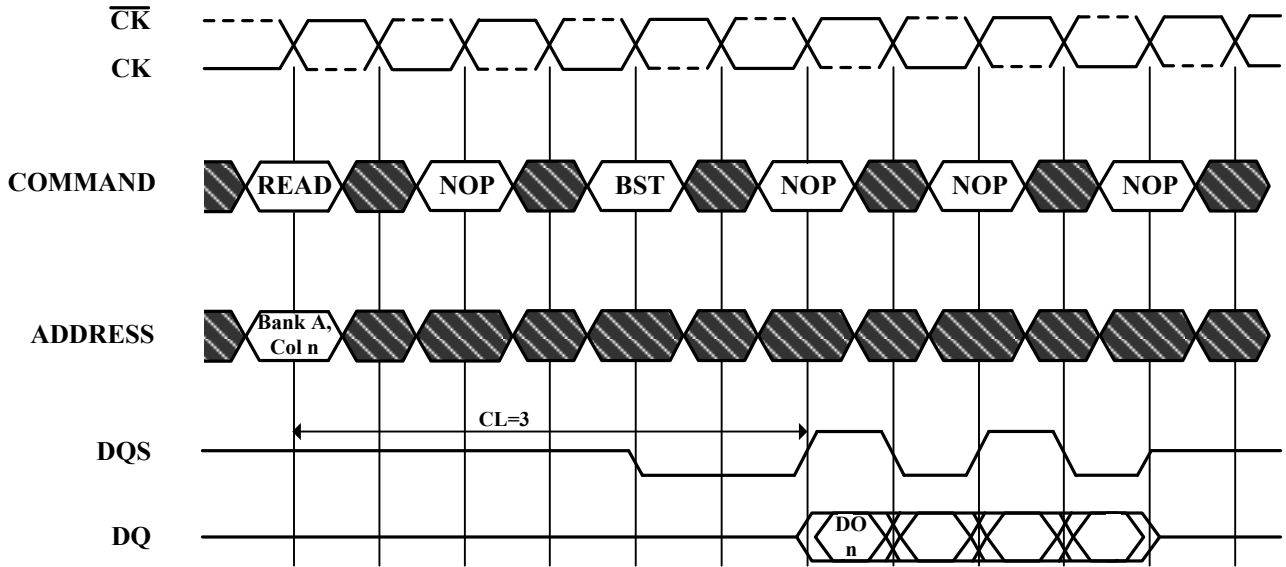 CK
CK
COMMAND
READ
NOP
BST
NOP
NOP
NOP
ADDRESS
Bank A,
Col n
CL=3
DQS
DQ
DO
n